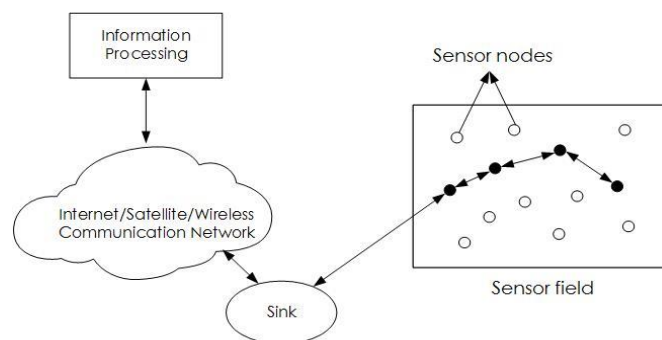 Information
Processing
Sensor nodes
Internet/Satellite/Wireless
Communication Network
Sink
Sensor field